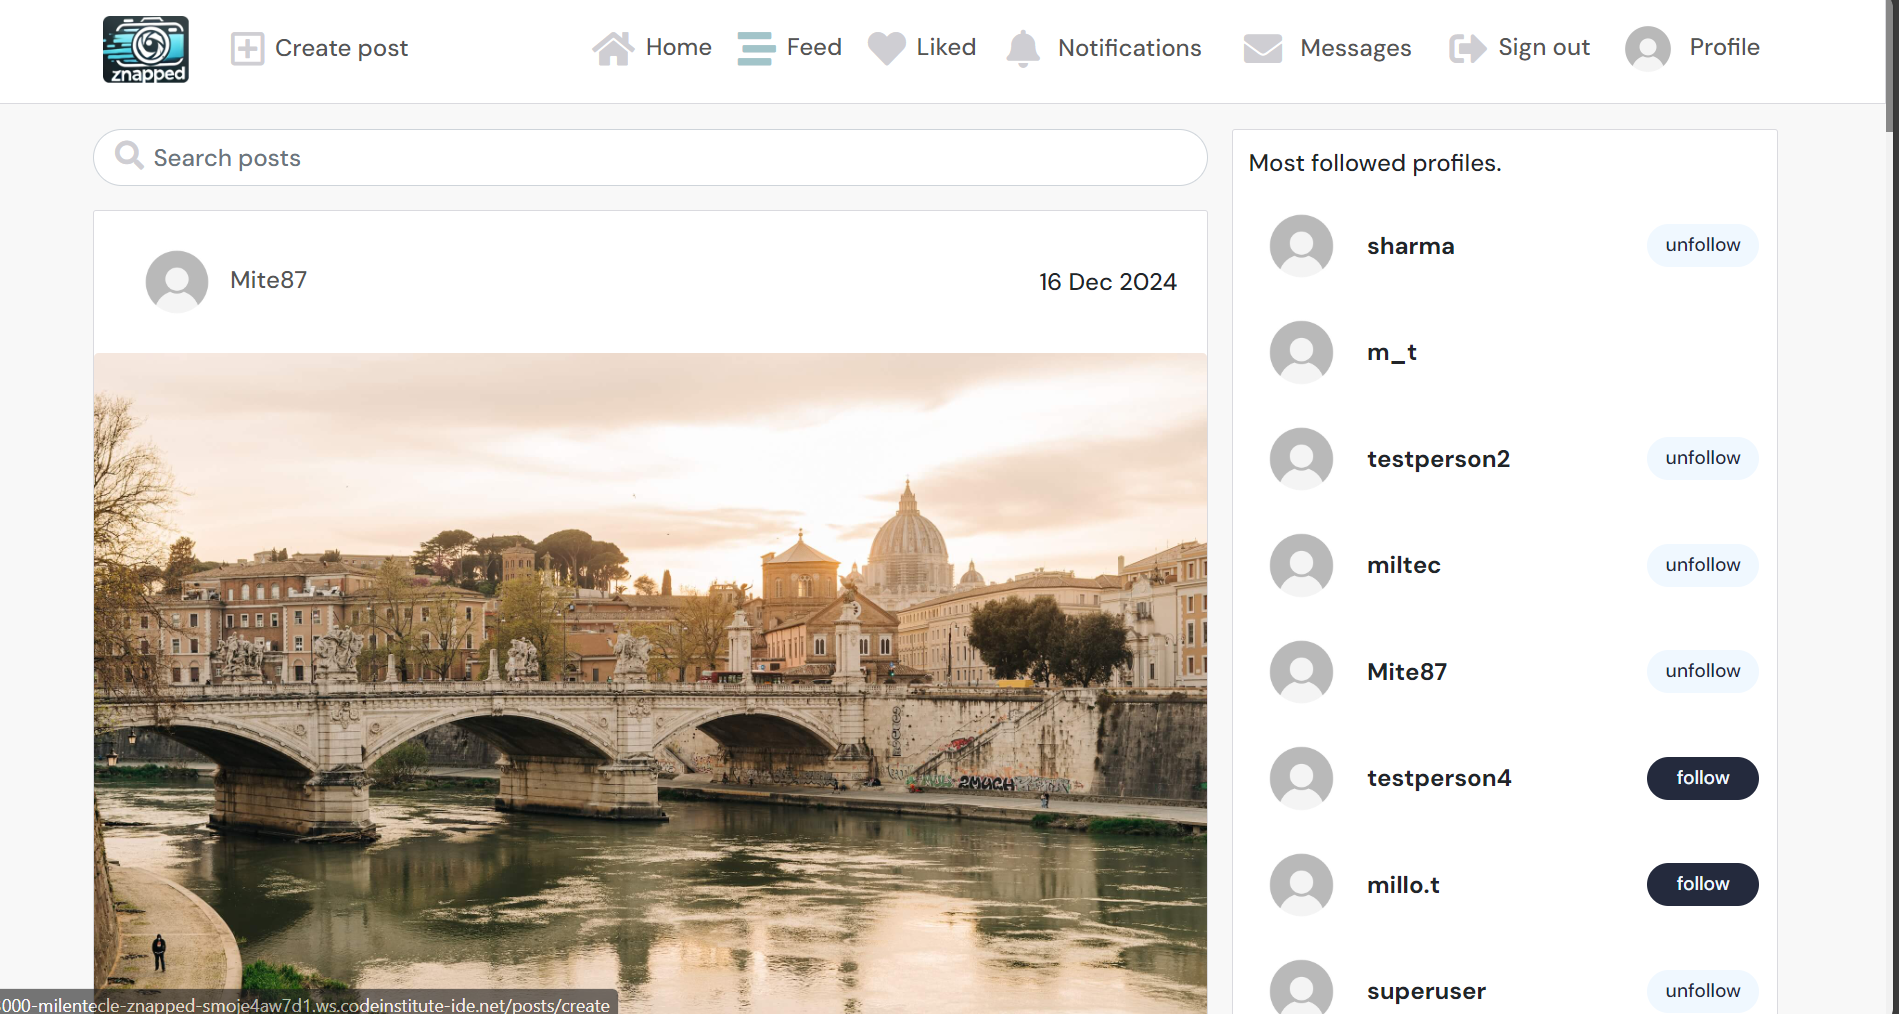 znapped
Create post
Home
Feed
Liked
Notifications
Messages
Sign out
Profile
Search posts
Mite87
16 Dec 2024
2MUCH
Most followed profiles.
sharma
unfollow
m_t
testperson2
unfollow
miltec
unfollow
Mite87
unfollow
testperson4
follow
millo.t
follow
superuser
unfollow
000-milentecle-znapped-smoje4aw7d1.ws.codeinstitute-ide.net/posts/create